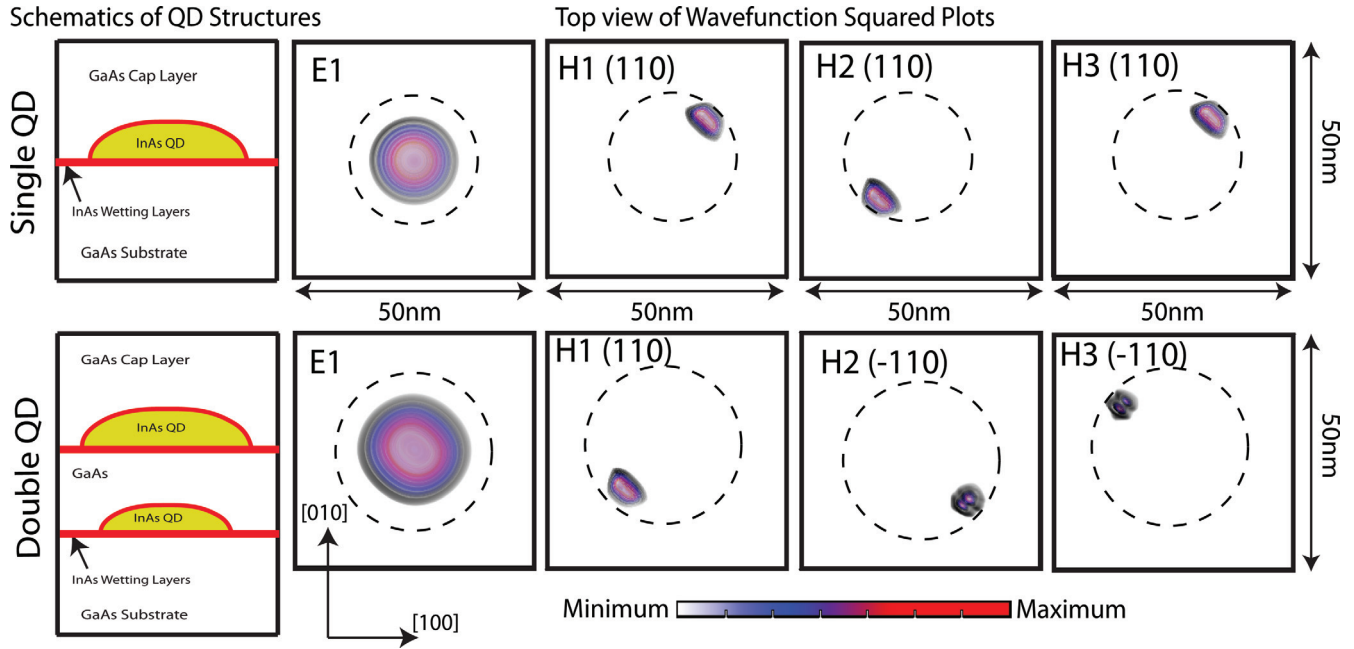 Schematics of QD Structures
Top view of Wavefunction Squared Plots
Single QD
GaAs Cap Layer
InAs QD
InAs Wetting Layers
GaAs Substrate
E1
H1 (110)
H2 (110)
H3 (110)
50nm
50nm
50nm
50nm
50nm
Double QD
GaAs Cap Layer
InAs QD
GaAs
InAs QD
InAs Wetting Layers
GaAs Substrate
E1
H1 (110)
H2 (-110)
H3 (-110)
50nm
[010]
[100]
Minimum
Maximum